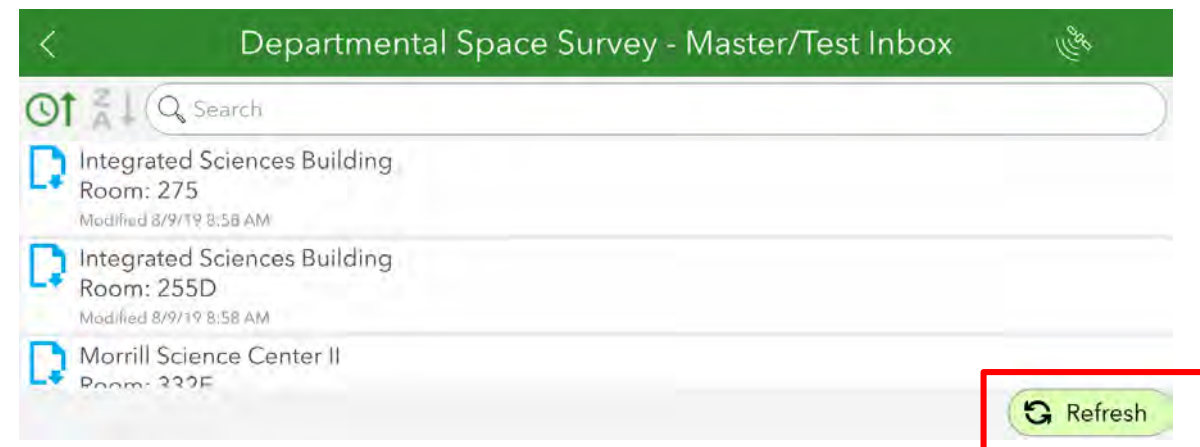 Departmental Space Survey - Master/Test Inbox
Z
A
Search
Integrated Sciences Building
Room: 275
Modified 8/9/19 8:58 AM
Integrated Sciences Building
Room: 255D
Modified 8/9/19 8:58 AM
Morrill Science Center II
Room:
Refresh